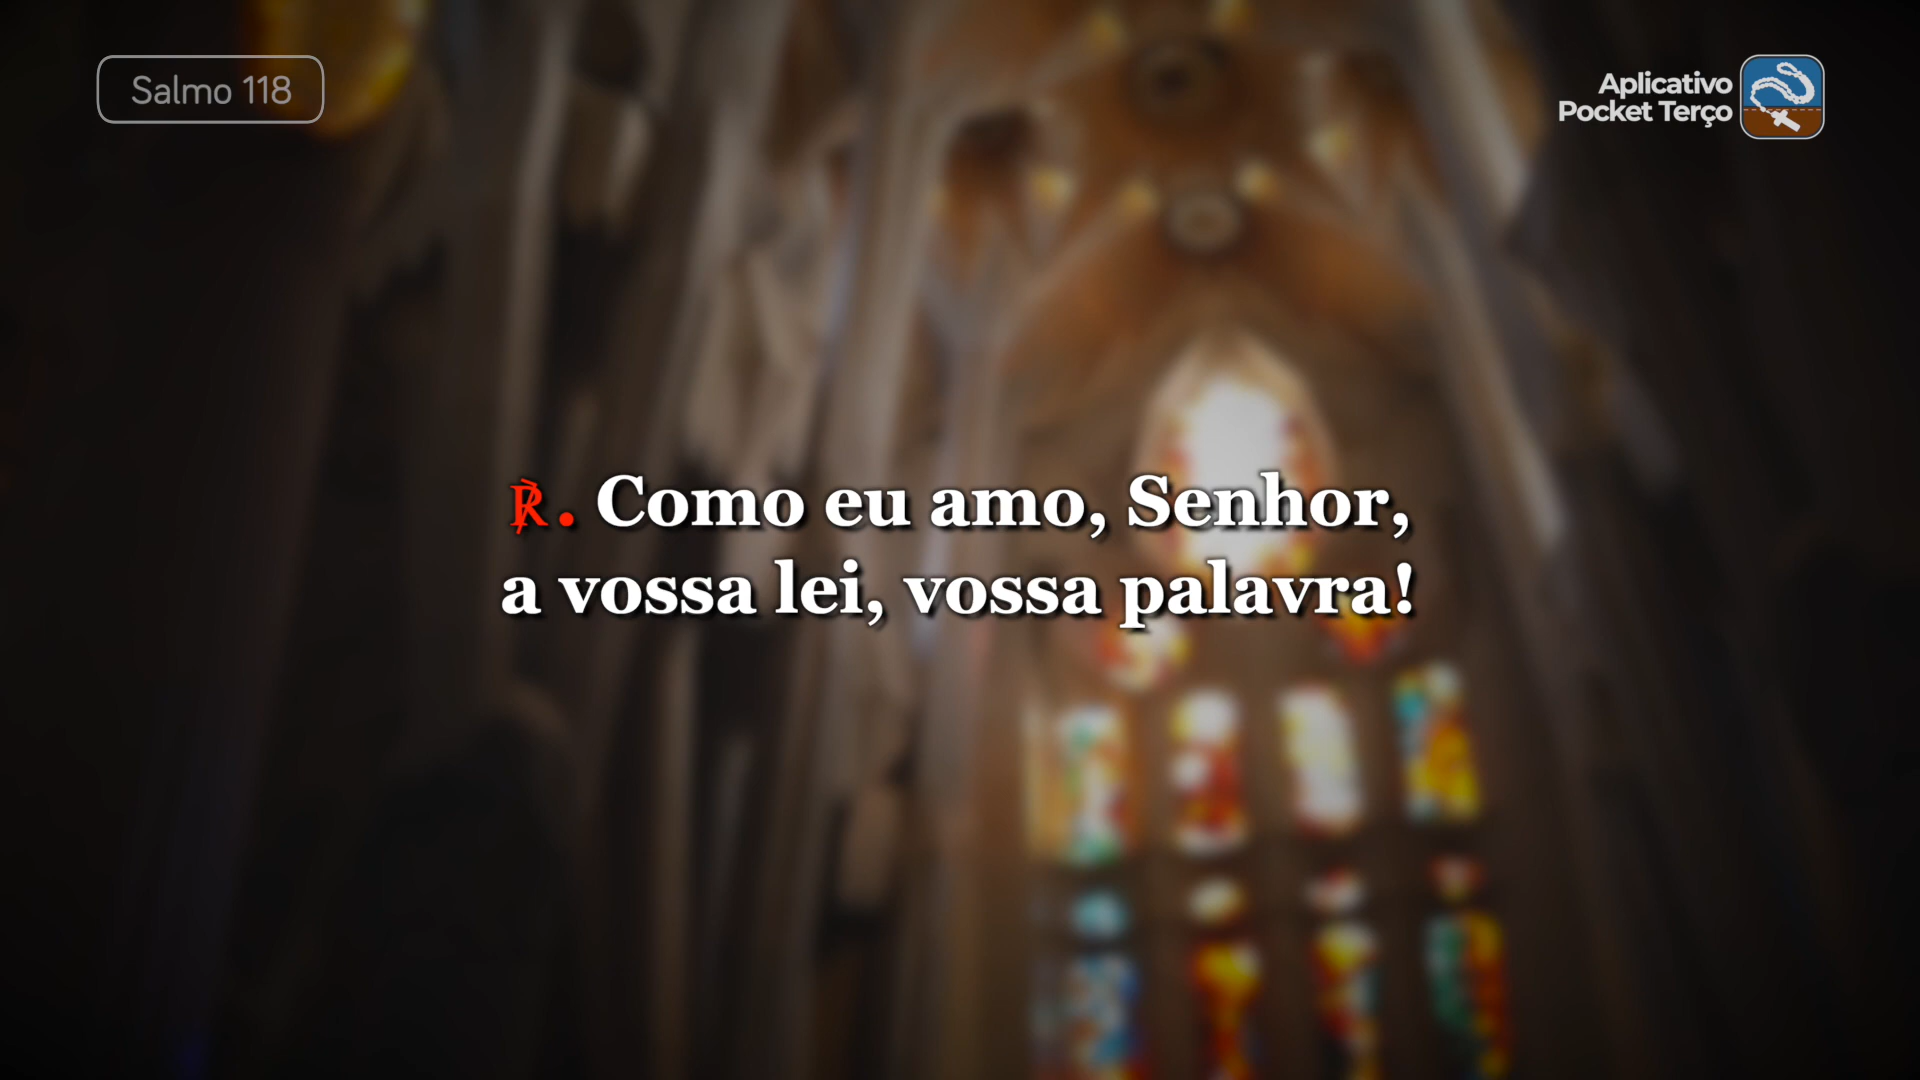 Salmo 118
Aplicativo
Pocket Terço
℟. Como eu amo, Senhor,
a vossa lei, vossa palavra!